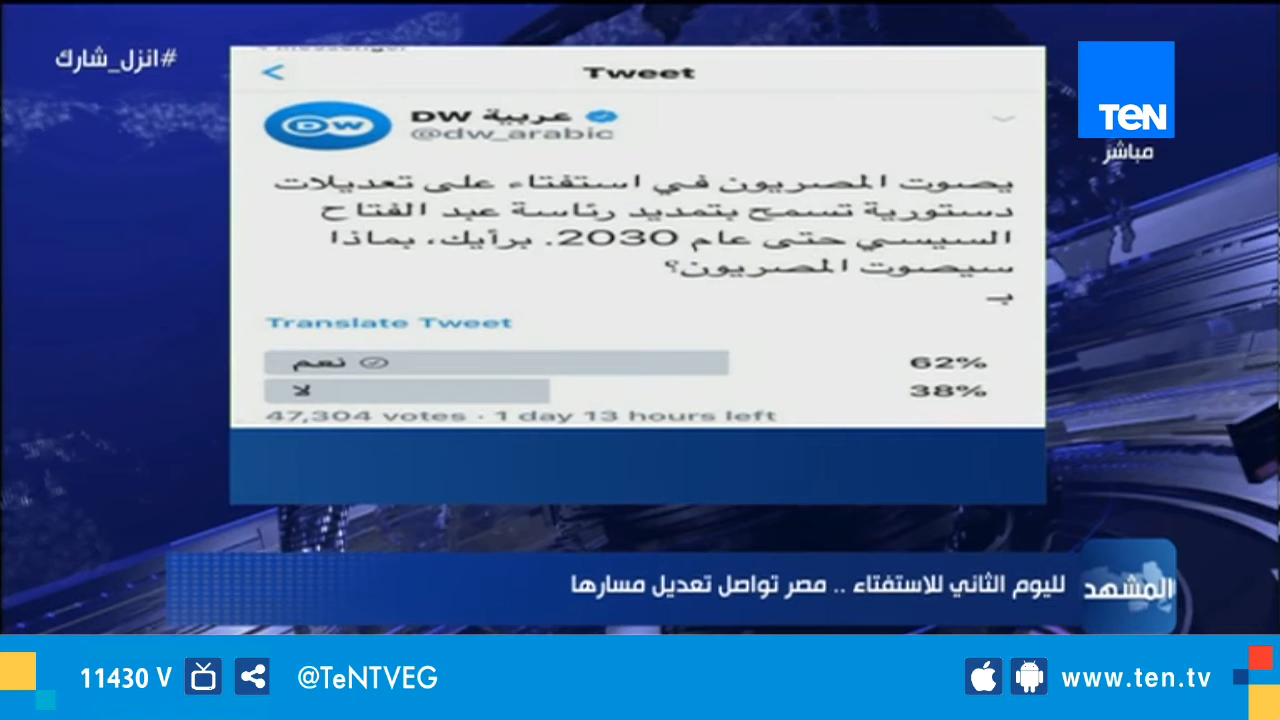 #انزل_شارك
TEN
مباشر
Tweet
DW عربية
@dw_arabic
يصوت المصريون في استفتاء على تعديلات
دستورية تسمح بتمديد رئاسة عبد الفتاح
السيسي حتى عام 2030. برأيك، بماذا
سيصوت المصريون؟
بـ
Translate Tweet
نعم 62%
لا 38%
47,304 votes · 1 day 13 hours left
المشهد
لليوم الثاني للاستفتاء .. مصر تواصل تعديل مسارها
11430 V
@TeNTVEG
www.ten.tv